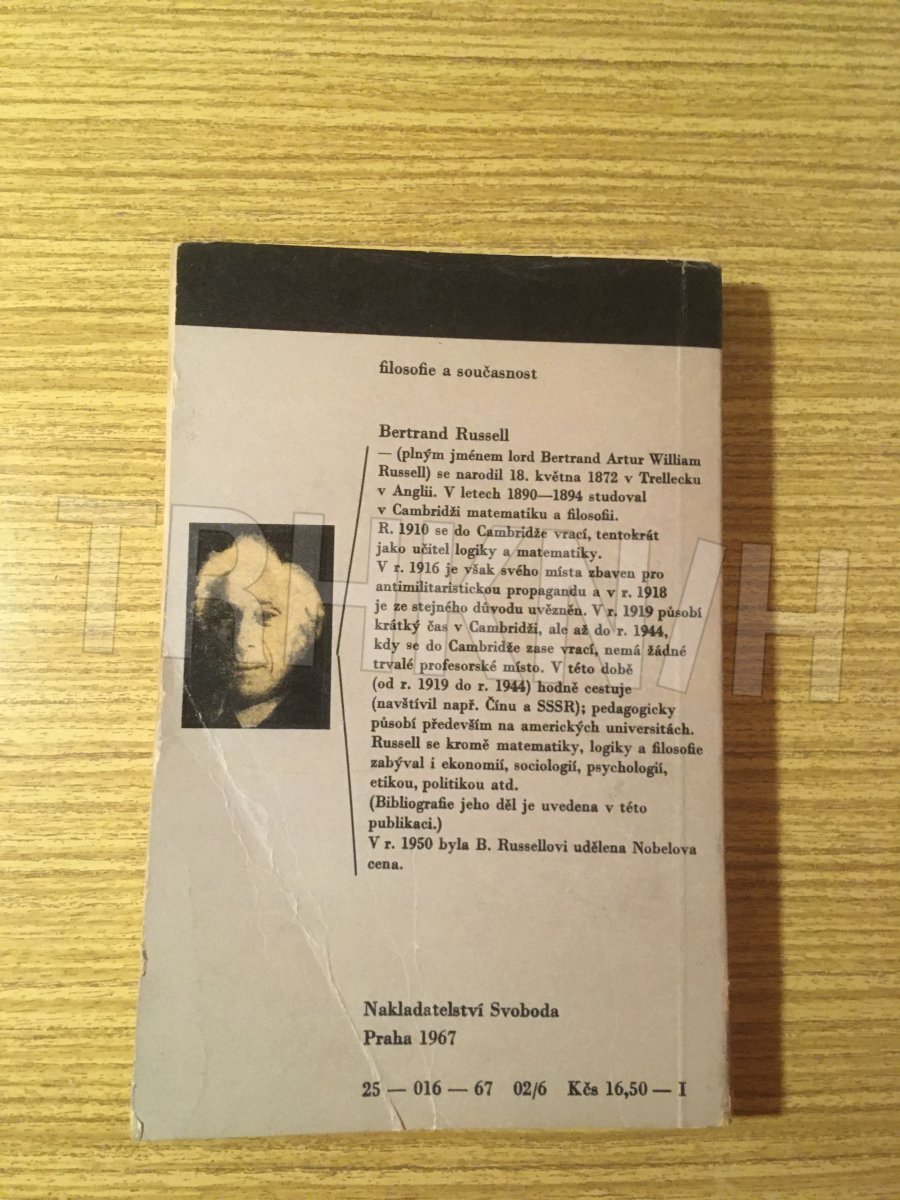 filosofie a současnost
Bertrand Russell
— (plným jménem lord Bertrand Artur William
Russell) se narodil 18. května 1872 v Trellecku
v Anglii. V letech 1890—1894 studoval
v Cambridži matematiku a filosofii.
R. 1910 se do Cambridže vrací, tentokrát
jako učitel logiky a matematiky.
V r. 1916 je však svého místa zbaven pro
antimilitaristickou propagandu a v r. 1918
je ze stejného důvodu uvězněn. V r. 1919 působí
krátký čas v Cambridži, ale až do r. 1944,
kdy se do Cambridže zase vrací, nemá žádné
trvalé profesorské místo. V této době
(od r. 1919 do r. 1944) hodně cestuje
(navštívil např. Čínu a SSSR); pedagogicky
působí především na amerických universitách.
Russell se kromě matematiky, logiky a filosofie
zabýval i ekonomií, sociologií, psychologií,
etikou, politikou atd.
(Bibliografie jeho děl je uvedena v této
publikaci.)
V r. 1950 byla B. Russellovi udělena Nobelova
cena.
Nakladatelství Svoboda
Praha 1967
25 — 016 — 67 02/6 Kčs 16,50 — I
TRHKNIH